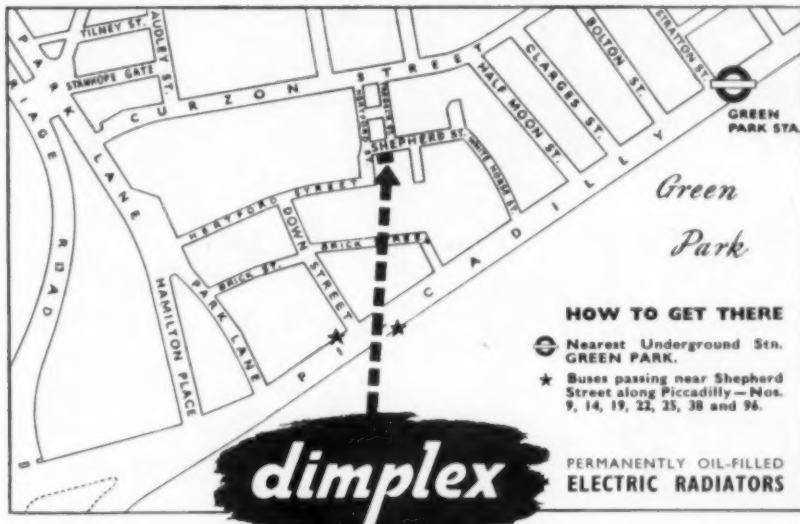 TILNEY ST.
AUDLEY ST.
STANHOPE GATE
PARK LANE
RIAGE ROAD
CURZON STREET
HALF MOON ST.
CLARGES ST.
BOLTON ST.
STRATTON ST.
GREEN
PARK STA.
SHEPHERD ST.
WHITE HORSE ST.
HERTFORD STREET
DOWN STREET
BRICK STREET
BRICK ST.
PARK LANE
HAMILTON PLACE
PICCADILLY
Green
Park
HOW TO GET THERE
Nearest Underground Stn.
GREEN PARK.
★ Buses passing near Shepherd
Street along Piccadilly—Nos.
9, 14, 19, 22, 25, 38 and 96.
dimplex
PERMANENTLY OIL-FILLED
ELECTRIC RADIATORS